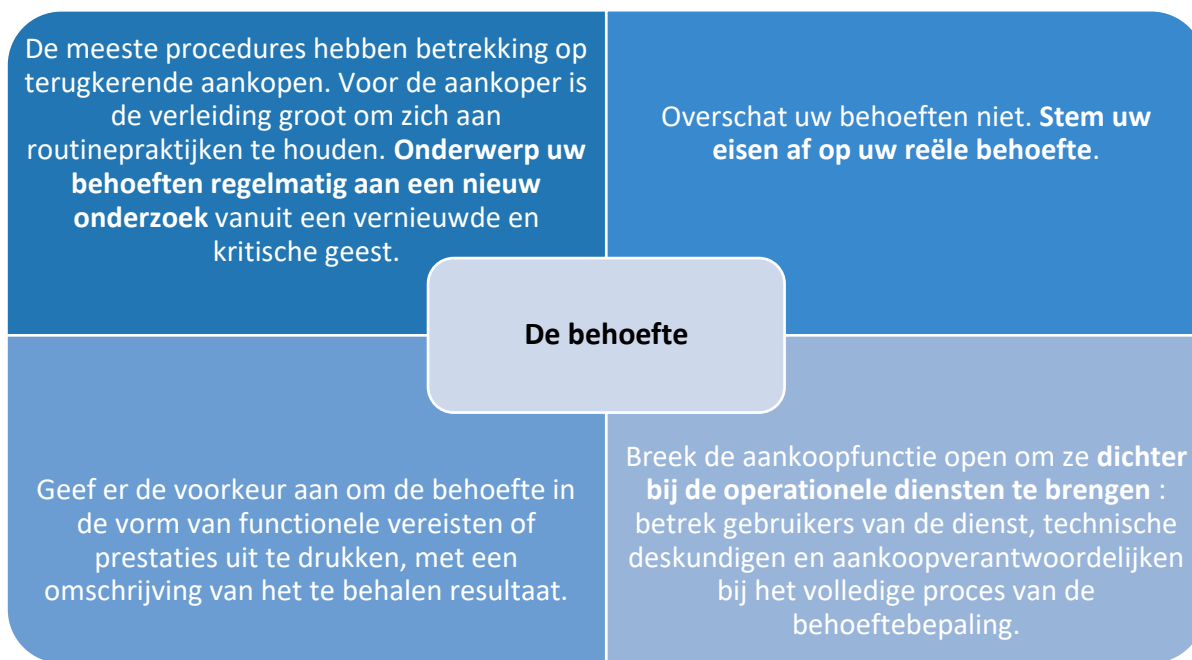 De meeste procedures hebben betrekking op
terugkerende aankopen. Voor de aankoper is
de verleiding groot om zich aan
routinepraktijken te houden. Onderwerp uw
behoeften regelmatig aan een nieuw
onderzoek vanuit een vernieuwde en
kritische geest.
Overschat uw behoeften niet. Stem uw
eisen af op uw reële behoefte.
De behoefte
Geef er de voorkeur aan om de behoefte in
de vorm van functionele vereisten of
prestaties uit te drukken, met een
omschrijving van het te behalen resultaat.
Breek de aankoopfunctie open om ze dichter
bij de operationele diensten te brengen :
betrek gebruikers van de dienst, technische
deskundigen en aankoopverantwoordelijken
bij het volledige proces van de
behoeftebepaling.